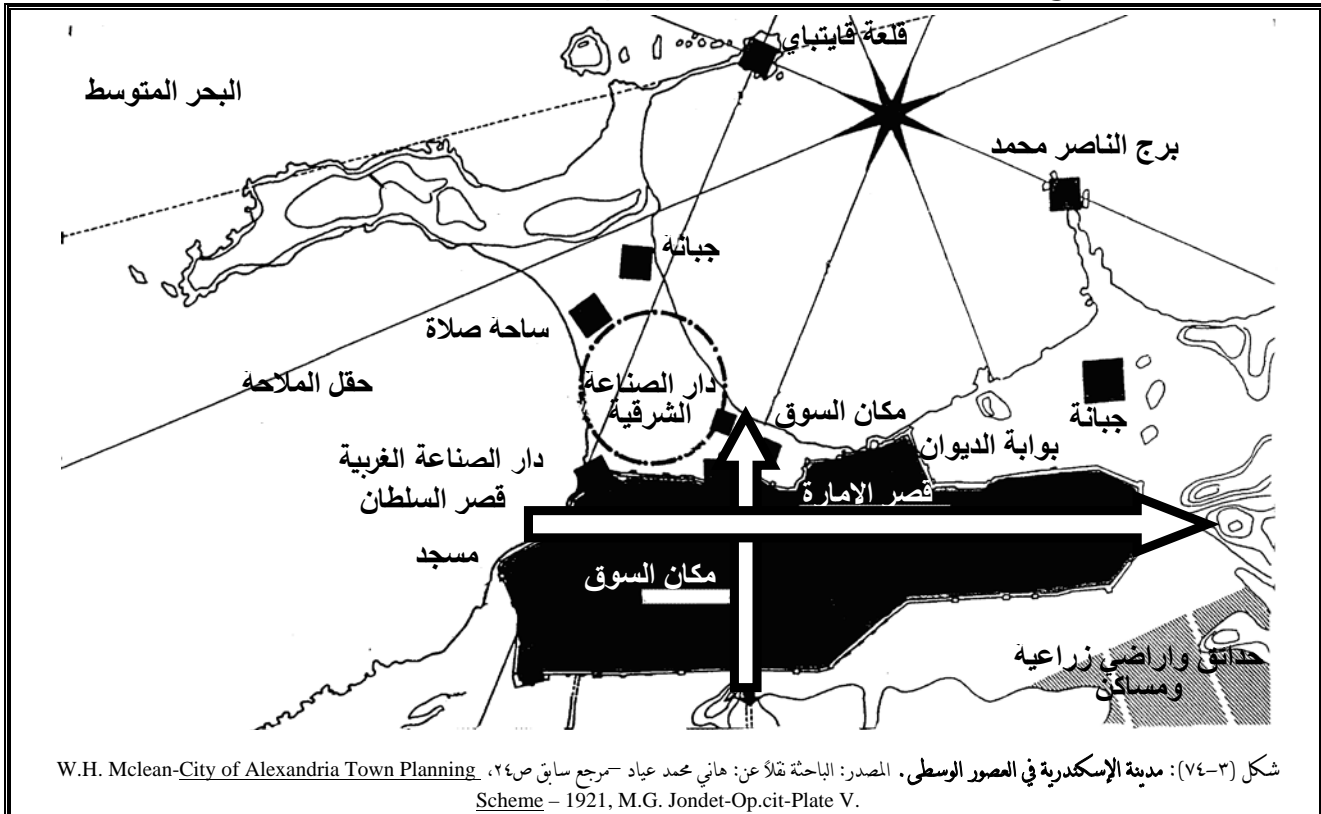 قلعة قايتباي
البحر المتوسط
برج الناصر محمد
جبانة
ساحة صلاة
حقل الملاحة
دار الصناعة
الشرقية
مكان السوق
جبانة
بوابة الديوان
دار الصناعة الغربية
قصر السلطان
قصر الامارة
مسجد
مكان السوق
حدائق واراضي زراعية
ومساكن
شكل (٣-٧٤): مدينة الإسكندرية في العصور الوسطى. المصدر: الباحثة نقلاً عن: هاني محمد عياد –مرجع سابق ص٢٤، W.H. Mclean-City of Alexandria Town Planning
Scheme – 1921, M.G. Jondet-Op.cit-Plate V.